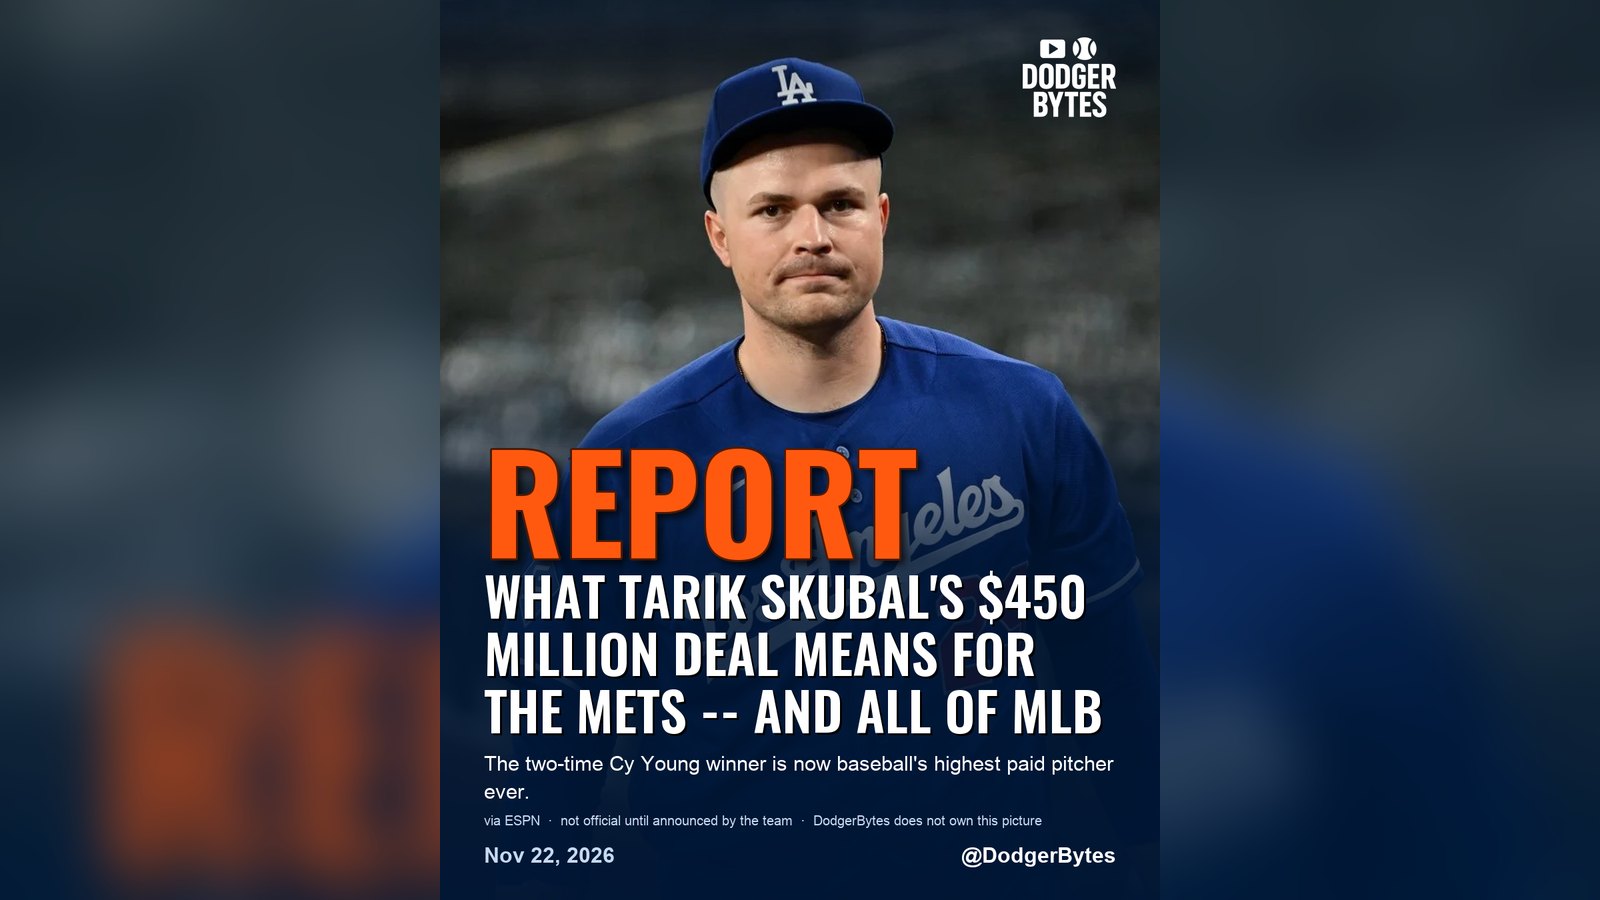 LA
DODGER
BYTES
Los Angeles
REPORT
WHAT TARIK SKUBAL'S $450
MILLION DEAL MEANS FOR
THE METS -- AND ALL OF MLB
The two-time Cy Young winner is now baseball's highest paid pitcher
ever.
via ESPN · not official until announced by the team · DodgerBytes does not own this picture
Nov 22, 2026
@DodgerBytes